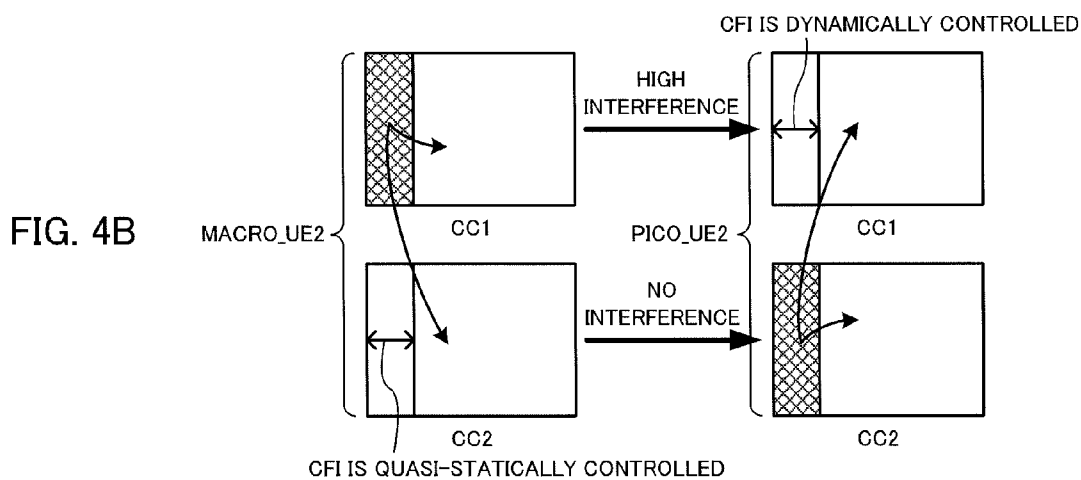 CFI IS DYNAMICALLY CONTROLLED
HIGH
INTERFERENCE
FIG. 4B
MACRO_UE2
CC1
PICO_UE2
CC1
NO
INTERFERENCE
CC2
CC2
CFI IS QUASI-STATICALLY CONTROLLED